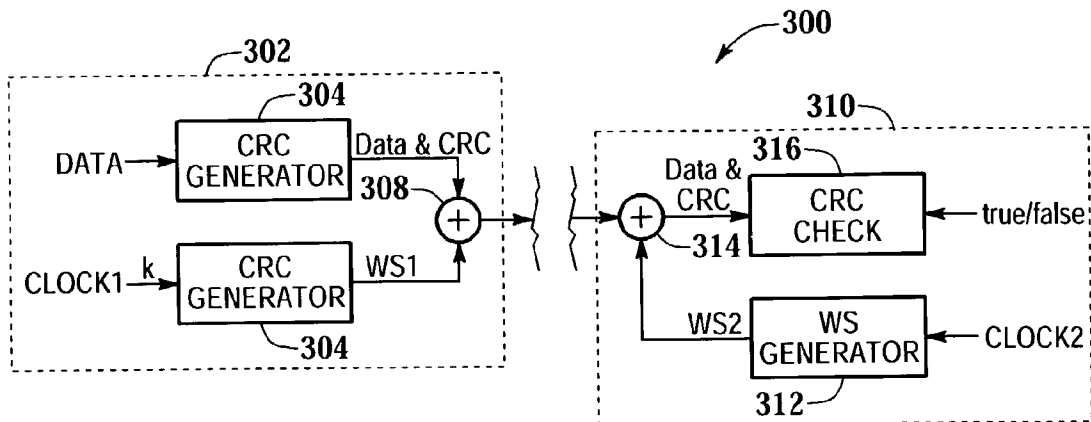 300
302
304
DATA
CRC
GENERATOR
Data & CRC
308
CLOCK1
k
CRC
GENERATOR
WS1
304
310
316
Data &
CRC
314
CRC
CHECK
true/false
WS2
WS
GENERATOR
CLOCK2
312